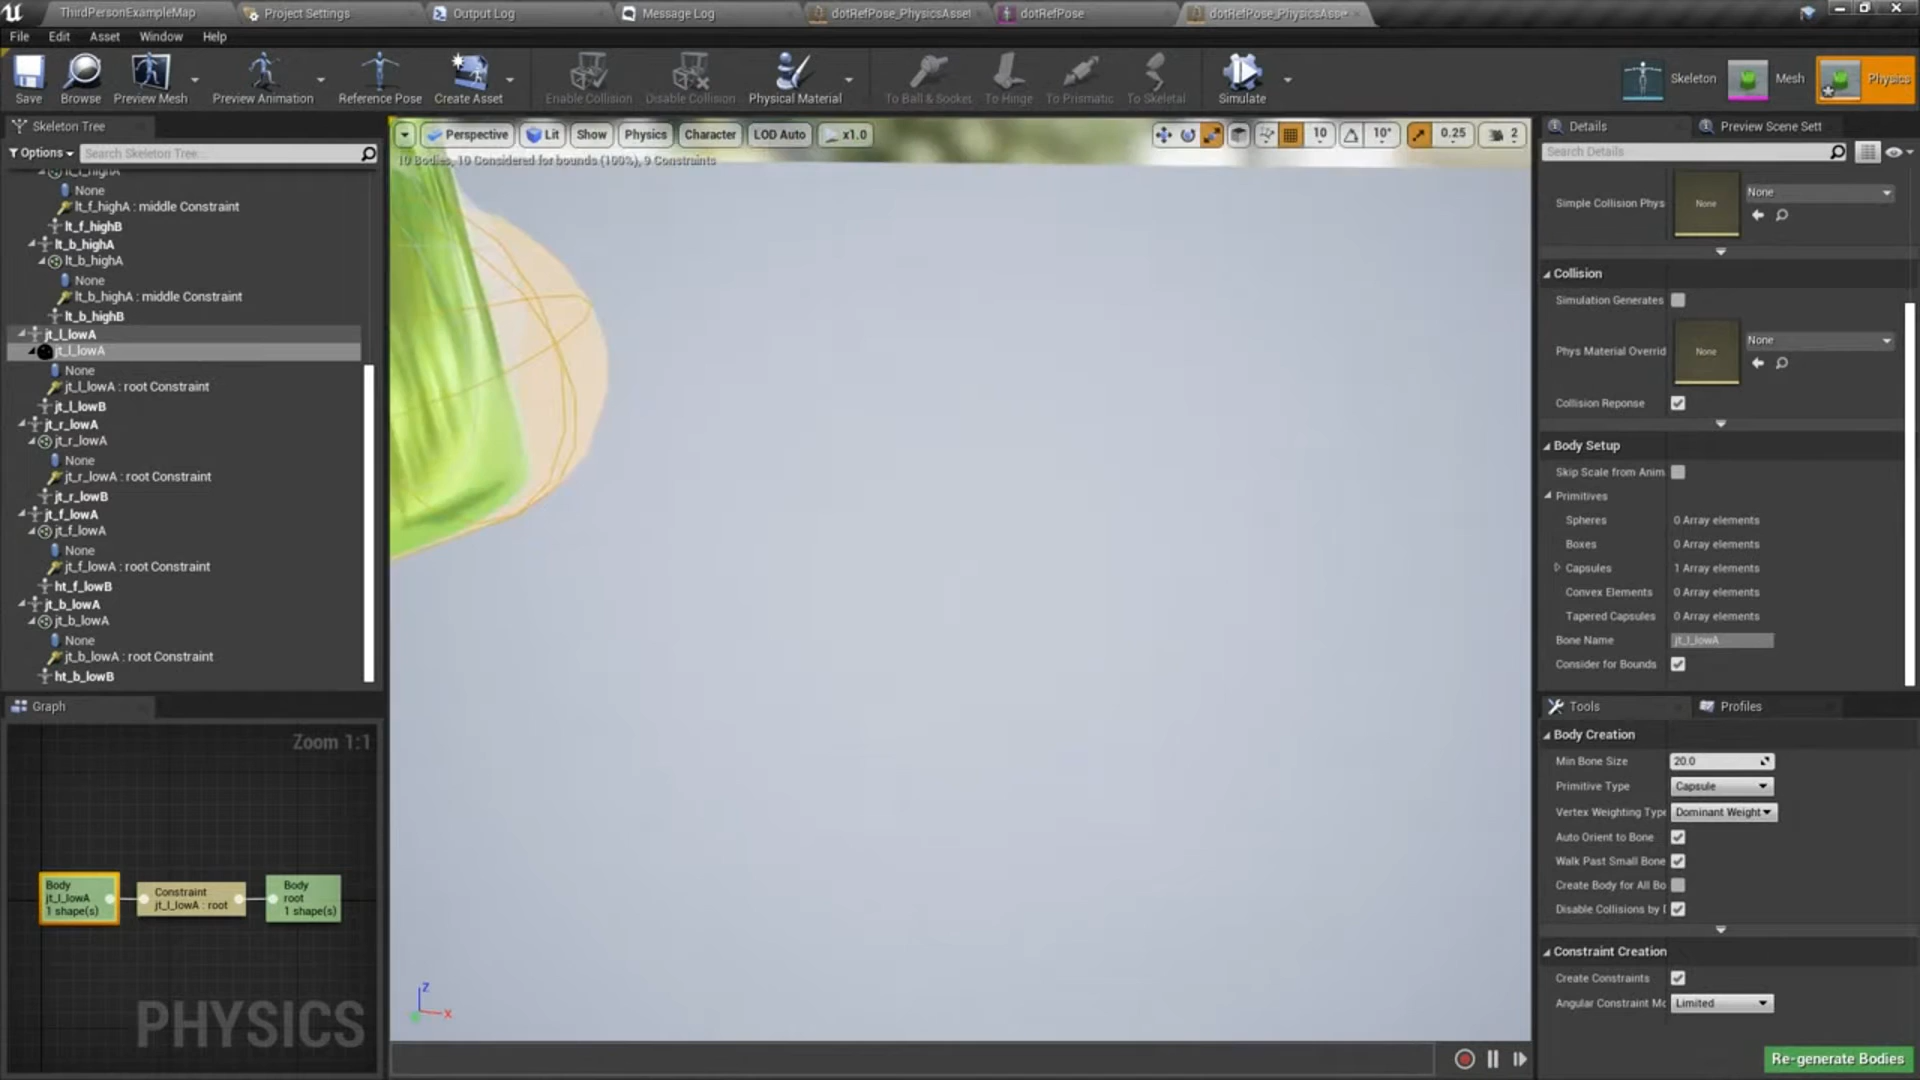 ThirdPersonExampleMap
Project Settings
Output Log
Message Log
dotRefPose_PhysicsAsset
dotRefPose
dotRefPose_PhysicsAsse
File Edit Asset Window Help
Save
Browse
Preview Mesh
Preview Animation
Reference Pose
Create Asset
Enable Collision
Disable Collision
Physical Material
To Ball & Socket
To Hinge
To Prismatic
To Skeletal
Simulate
Skeleton
Mesh
Physics
Skeleton Tree
Options
Search Skeleton Tree...
lt_f_highA
None
lt_f_highA : middle Constraint
lt_f_highB
lt_b_highA
lt_b_highA
None
lt_b_highA : middle Constraint
lt_b_highB
jt_l_lowA
jt_l_lowA
None
jt_l_lowA : root Constraint
jt_l_lowB
jt_r_lowA
jt_r_lowA
None
jt_r_lowA : root Constraint
jt_r_lowB
jt_f_lowA
jt_f_lowA
None
jt_f_lowA : root Constraint
ht_f_lowB
jt_b_lowA
jt_b_lowA
None
jt_b_lowA : root Constraint
ht_b_lowB
Graph
Zoom 1:1
Body
jt_l_lowA
1 shape(s)
Constraint
jt_l_lowA : root
Body
root
1 shape(s)
PHYSICS
Perspective Lit Show Physics Character LOD Auto x1.0
10 10° 0.25 2
10 Bodies, 10 Considered for bounds (100%), 9 Constraints
Z
X
Details
Preview Scene Sett
Search Details
Simple Collision Phys
None
None
Collision
Simulation Generates
Phys Material Overrid
None
None
Collision Reponse
Body Setup
Skip Scale from Anim
Primitives
Spheres 0 Array elements
Boxes 0 Array elements
Capsules 1 Array elements
Convex Elements 0 Array elements
Tapered Capsules 0 Array elements
Bone Name jt_l_lowA
Consider for Bounds
Tools
Profiles
Body Creation
Min Bone Size 20.0
Primitive Type Capsule
Vertex Weighting Type Dominant Weight
Auto Orient to Bone
Walk Past Small Bone
Create Body for All Bo
Disable Collisions by D
Constraint Creation
Create Constraints
Angular Constraint Mo Limited
Re-generate Bodies